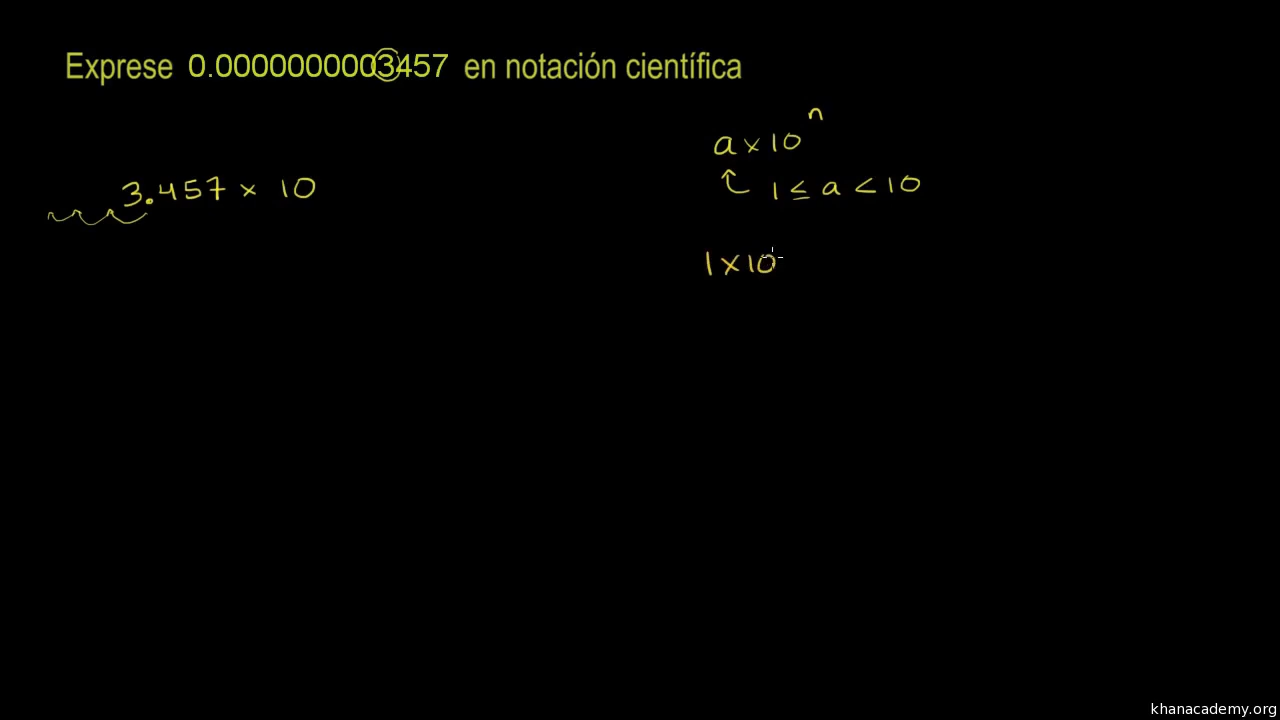 Exprese 0.0000000003457 en notación científica
a × 10^n
3.457 × 10
1 ≤ a < 10
1 × 10
khanacademy.org